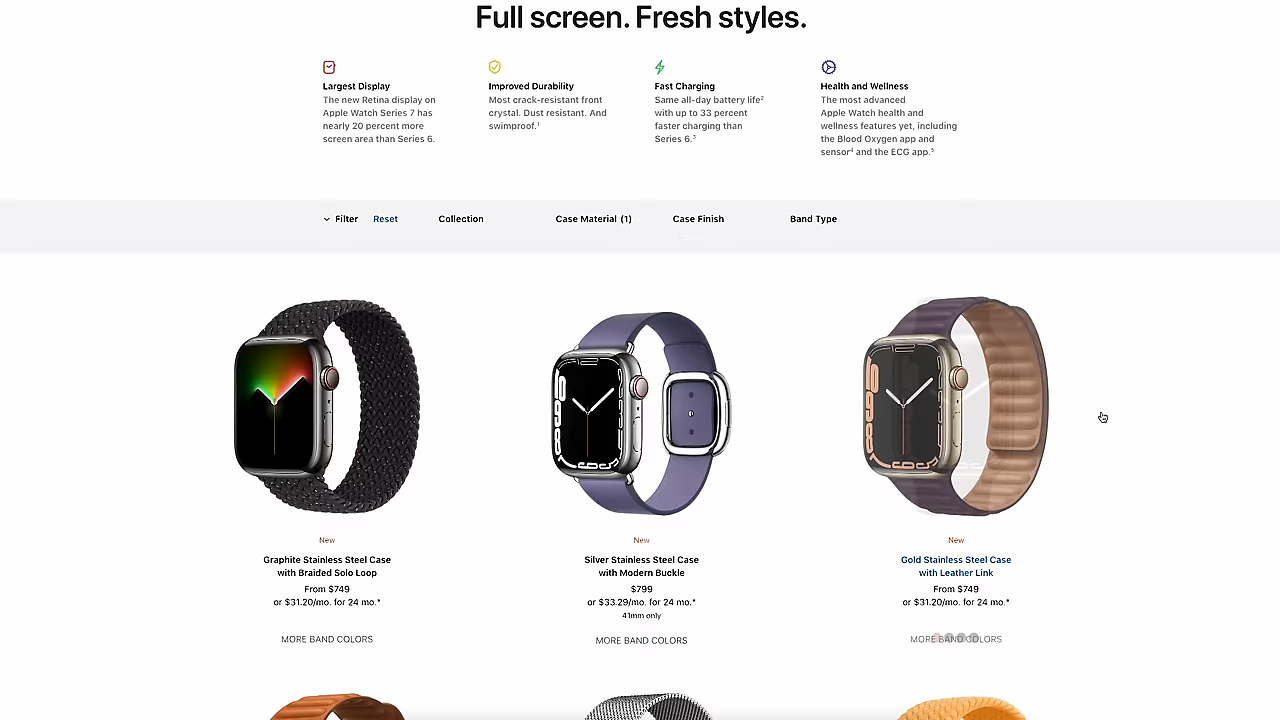 Full screen. Fresh styles.
Largest Display
The new Retina display on
Apple Watch Series 7 has
nearly 20 percent more
screen area than Series 6.
Improved Durability
Most crack-resistant front
crystal. Dust resistant. And
swimproof.¹
Fast Charging
Same all-day battery life²
with up to 33 percent
faster charging than
Series 6.³
Health and Wellness
The most advanced
Apple Watch health and
wellness features yet, including
the Blood Oxygen app and
sensor⁴ and the ECG app.⁵
Filter Reset Collection Case Material (1) Case Finish Band Type
New
Graphite Stainless Steel Case
with Braided Solo Loop
From $749
or $31.20/mo. for 24 mo.*
MORE BAND COLORS
New
Silver Stainless Steel Case
with Modern Buckle
$799
or $33.29/mo. for 24 mo.*
41mm only
MORE BAND COLORS
New
Gold Stainless Steel Case
with Leather Link
From $749
or $31.20/mo. for 24 mo.*
MORE BAND COLORS